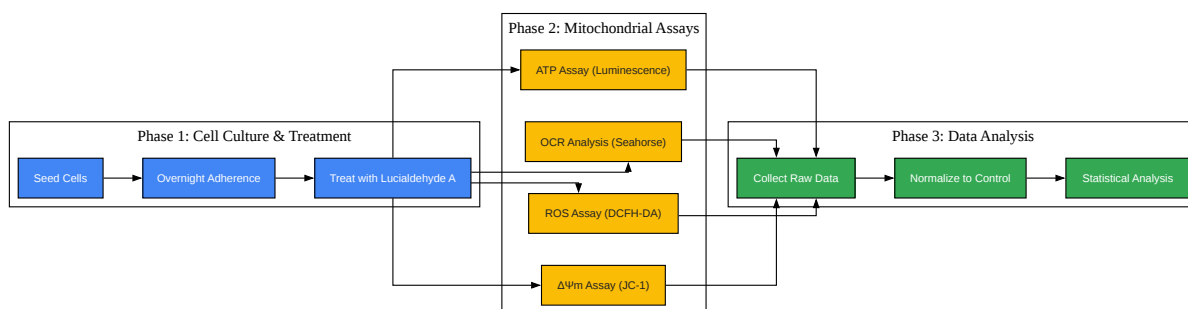 Phase 1: Cell Culture & Treatment
Seed Cells
Overnight Adherence
Treat with Lucialdehyde A
Phase 2: Mitochondrial Assays
ATP Assay (Luminescence)
OCR Analysis (Seahorse)
ROS Assay (DCFH-DA)
ΔΨm Assay (JC-1)
Phase 3: Data Analysis
Collect Raw Data
Normalize to Control
Statistical Analysis